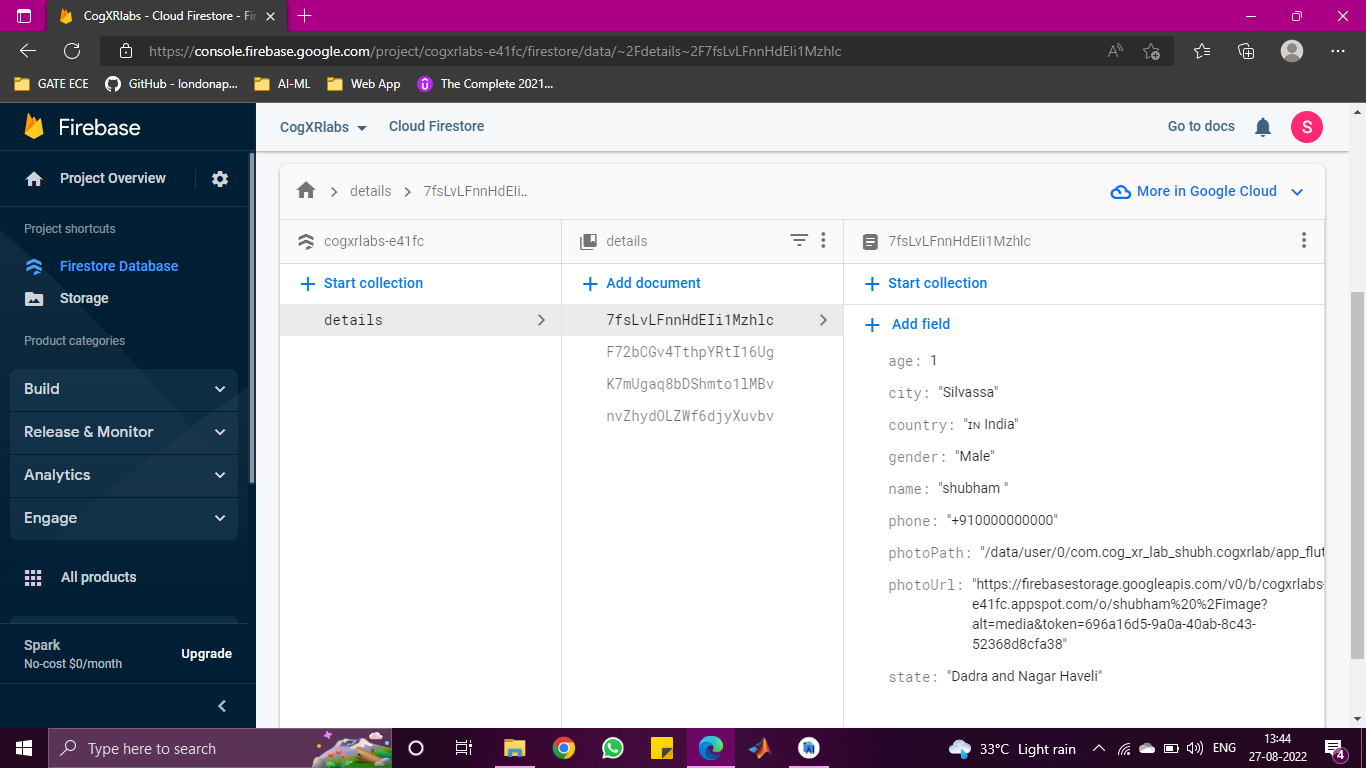 CogXRlabs - Cloud Firestore - Fir
https://console.firebase.google.com/project/cogxrlabs-e41fc/firestore/data/~2Fdetails~2F7fsLvLFnnHdEIi1Mzhlc
GATE ECE
GitHub - londonap...
AI-ML
Web App
The Complete 2021...
Firebase
CogXRlabs
Cloud Firestore
Go to docs
S
Project Overview
Project shortcuts
Firestore Database
Storage
Product categories
Build
Release & Monitor
Analytics
Engage
All products
Spark
No-cost $0/month
Upgrade
details
7fsLvLFnnHdEIi..
More in Google Cloud
cogxrlabs-e41fc
Start collection
details
details
Add document
7fsLvLFnnHdEIi1Mzhlc
F72bCGv4TthpYRtI16Ug
K7mUgaq8bDShmto1lMBv
nvZhydOLZWf6djyXuvbv
7fsLvLFnnHdEIi1Mzhlc
Start collection
Add field
age: 1
city: "Silvassa"
country: "🇮🇳 India"
gender: "Male"
name: "shubham "
phone: "+910000000000"
photoPath: "/data/user/0/com.cog_xr_lab_shubh.cogxrlab/app_flut
photoUrl: "https://firebasestorage.googleapis.com/v0/b/cogxrlabs-
e41fc.appspot.com/o/shubham%20%2Fimage?
alt=media&token=696a16d5-9a0a-40ab-8c43-
52368d8cfa38"
state: "Dadra and Nagar Haveli"
Type here to search
33°C Light rain
ENG
13:44
27-08-2022
4